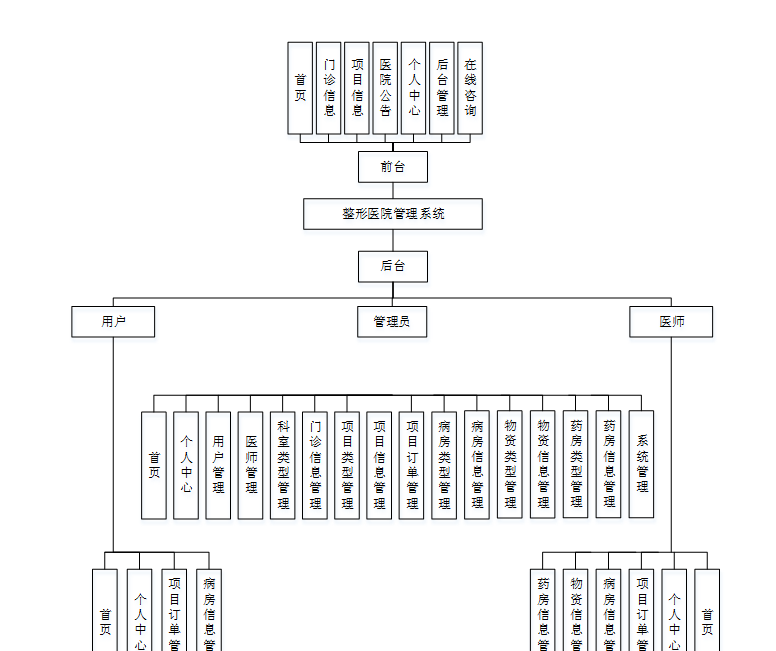 首页
门诊信息
项目信息
医院公告
个人中心
后台管理
在线咨询
前台
整形医院管理系统
后台
用户
管理员
医师
首页
个人中心
用户管理
医师管理
科室类型管理
门诊信息管理
项目类型管理
项目信息管理
项目订单管理
病房类型管理
病房信息管理
物资类型管理
物资信息管理
药房类型管理
药房信息管理
系统管理
首页
个人中心
项目订单管
病房信息管
药房信息管
物资信息管
病房信息管
项目订单管
个人中心
首页